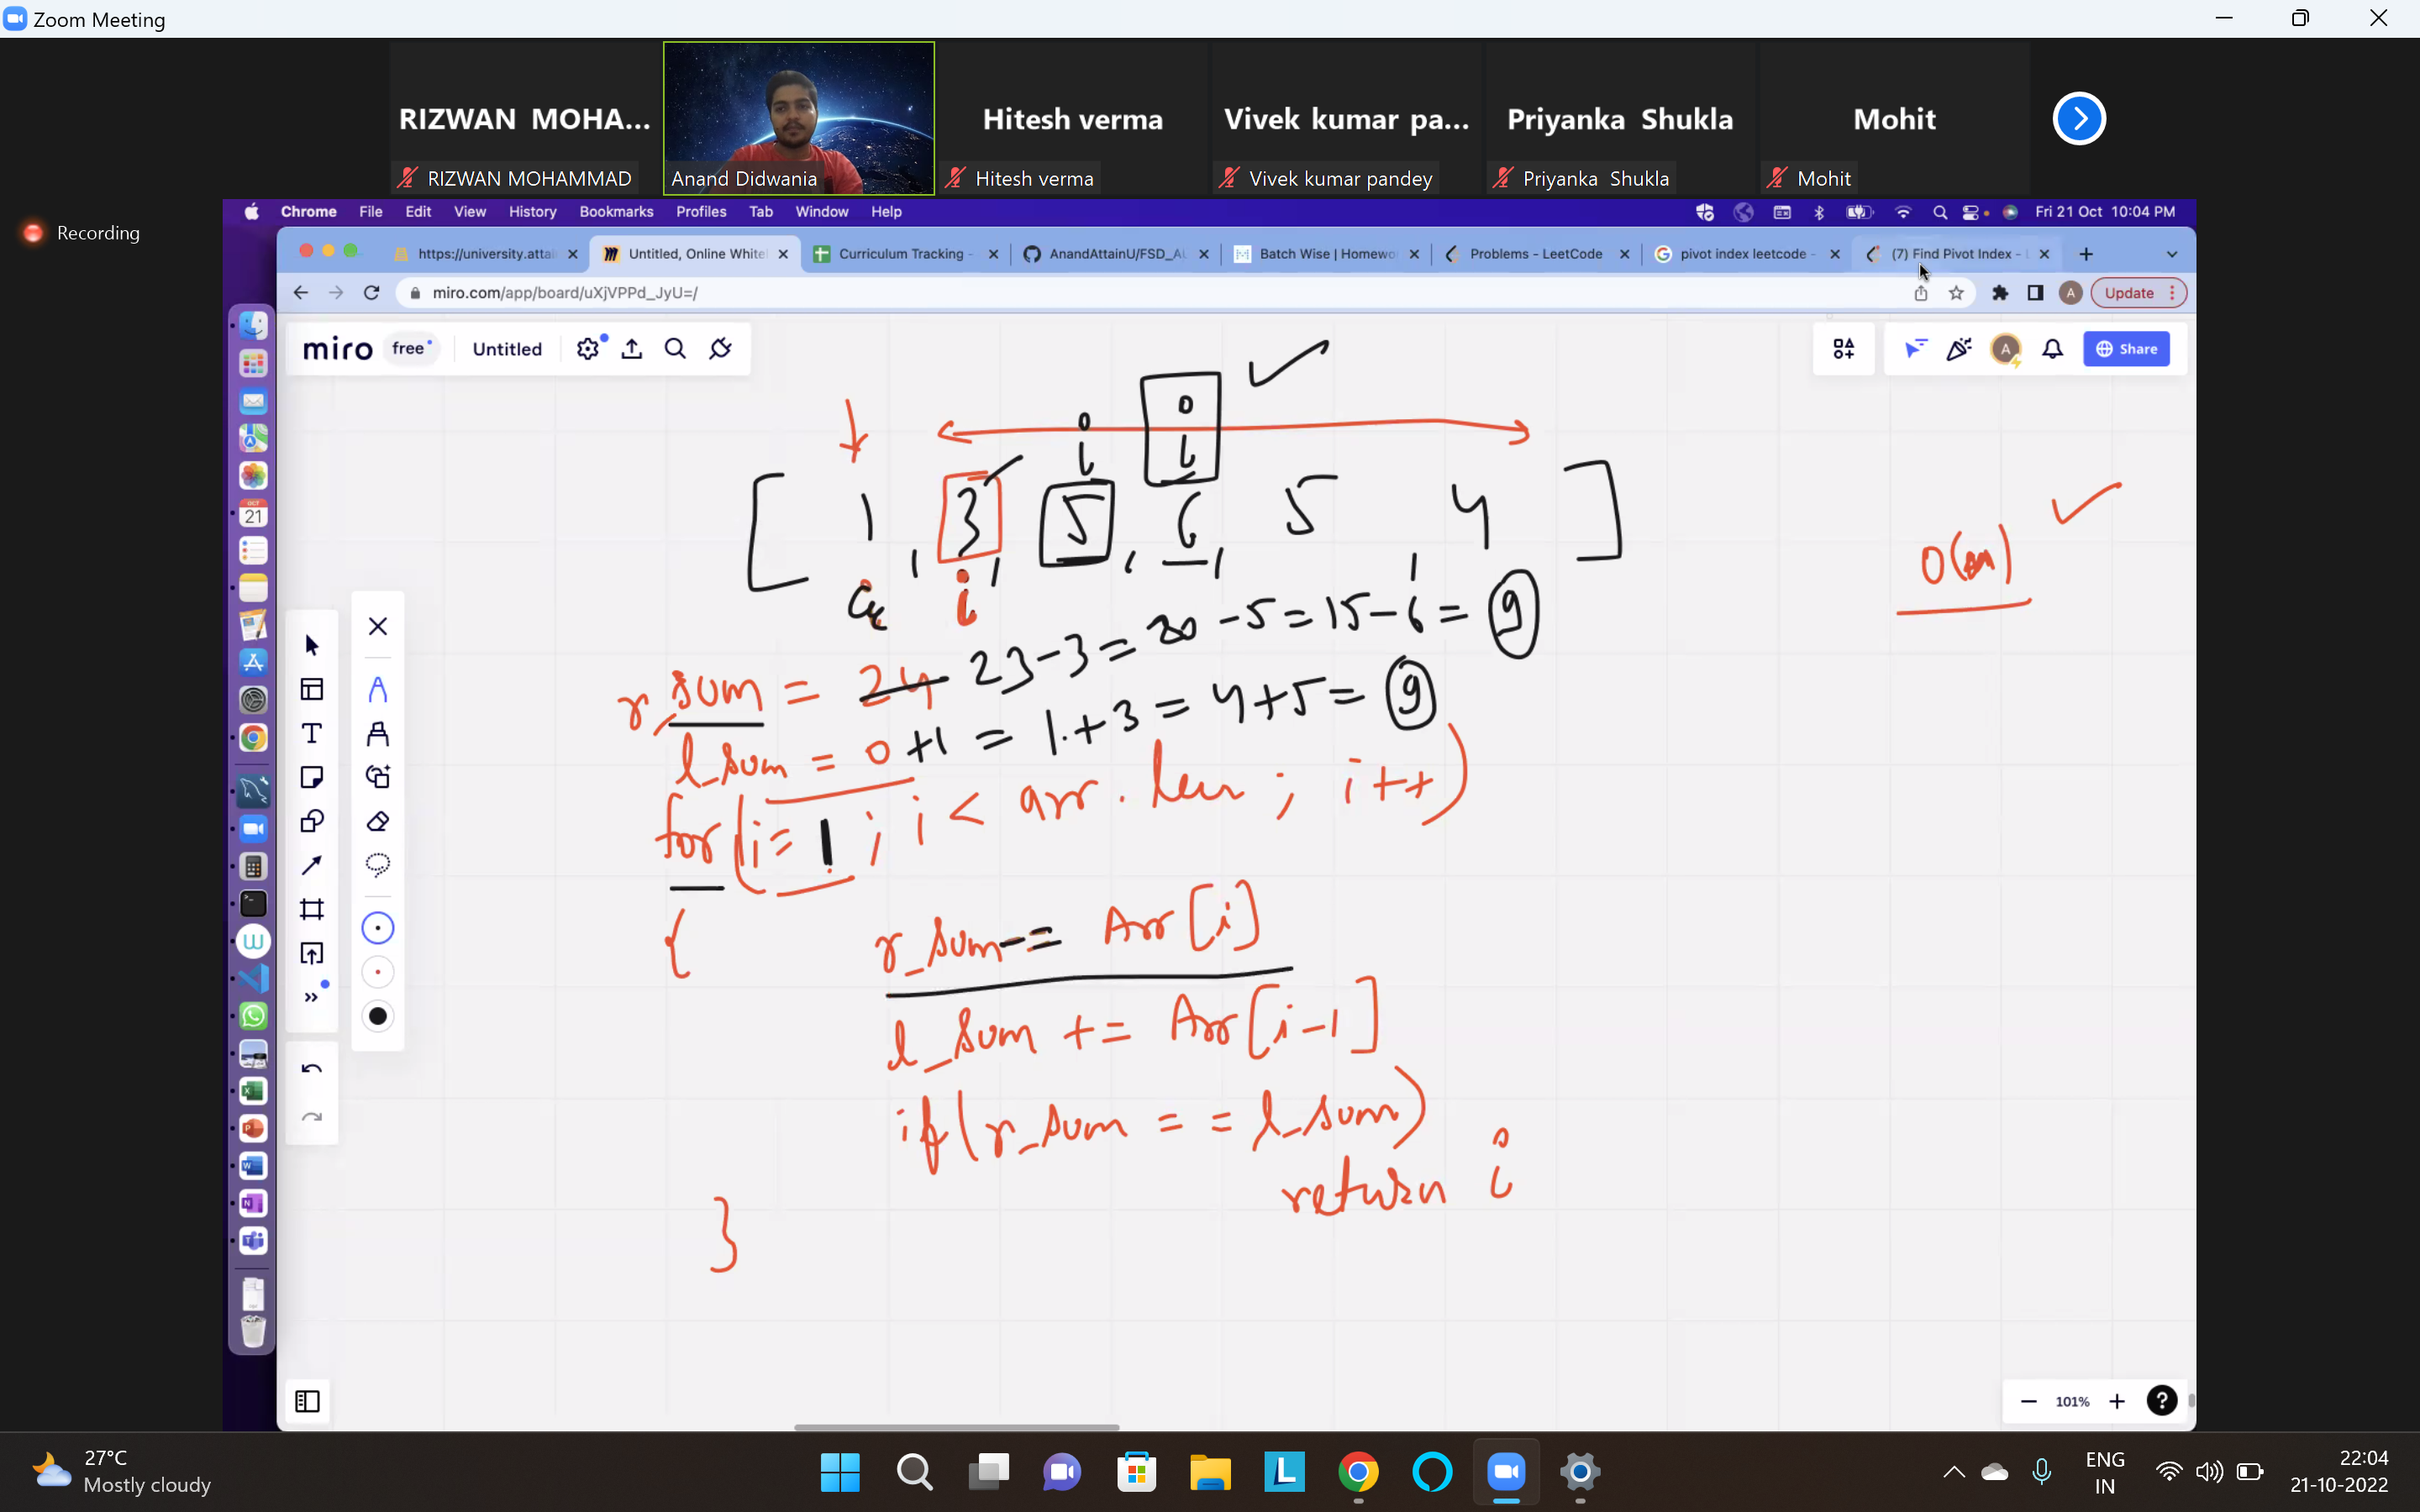 Zoom Meeting
RIZWAN MOHA...
Hitesh verma
Vivek kumar pa...
Priyanka Shukla
Mohit
RIZWAN MOHAMMAD
Anand Didwania
Hitesh verma
Vivek kumar pandey
Priyanka Shukla
Mohit
Recording
Chrome File Edit View History Bookmarks Profiles Tab Window Help
Fri 21 Oct 10:04 PM
https://university.attai
Untitled, Online White
Curriculum Tracking -
AnandAttainU/FSD_AU
Batch Wise | Homewo
Problems - LeetCode
pivot index leetcode -
(7) Find Pivot Index - L
miro.com/app/board/uXjVPPd_JyU=/
A
Update
miro free Untitled
A
Share
21
[ 1 , 3 , 5 , 6 , 5 , 4 ]
i
O(n)
r_sum = 24 23-3 = 20 -5 = 15-6 = 9
l_sum = 0+1 = 1+3 = 4+5 = 9
for(i= 1 ; i < arr.len ; i++)
{
r_sum -= Arr[i]
l_sum += Arr[i-1]
if(r_sum == l_sum)
return i
}
101%
27°C
Mostly cloudy
ENG
IN
22:04
21-10-2022